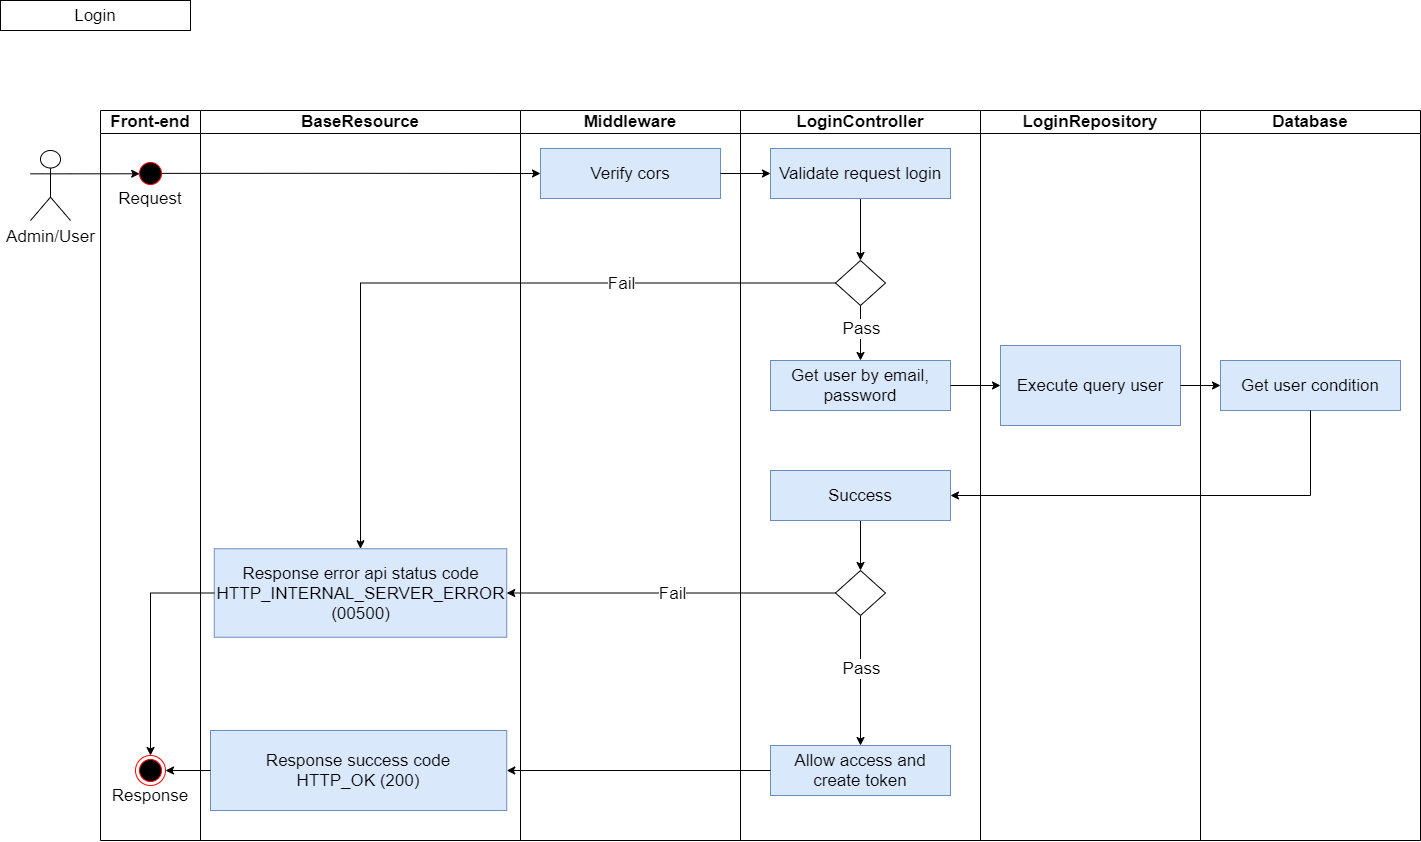 Login
Front-end
BaseResource
Middleware
LoginController
LoginRepository
Database
Verify cors
Validate request login
Request
Admin/User
Fail
Pass
Get user by email,
password
Execute query user
Get user condition
Success
Response error api status code
HTTP_INTERNAL_SERVER_ERROR
(00500)
Fail
Pass
Response success code
HTTP_OK (200)
Allow access and
create token
Response